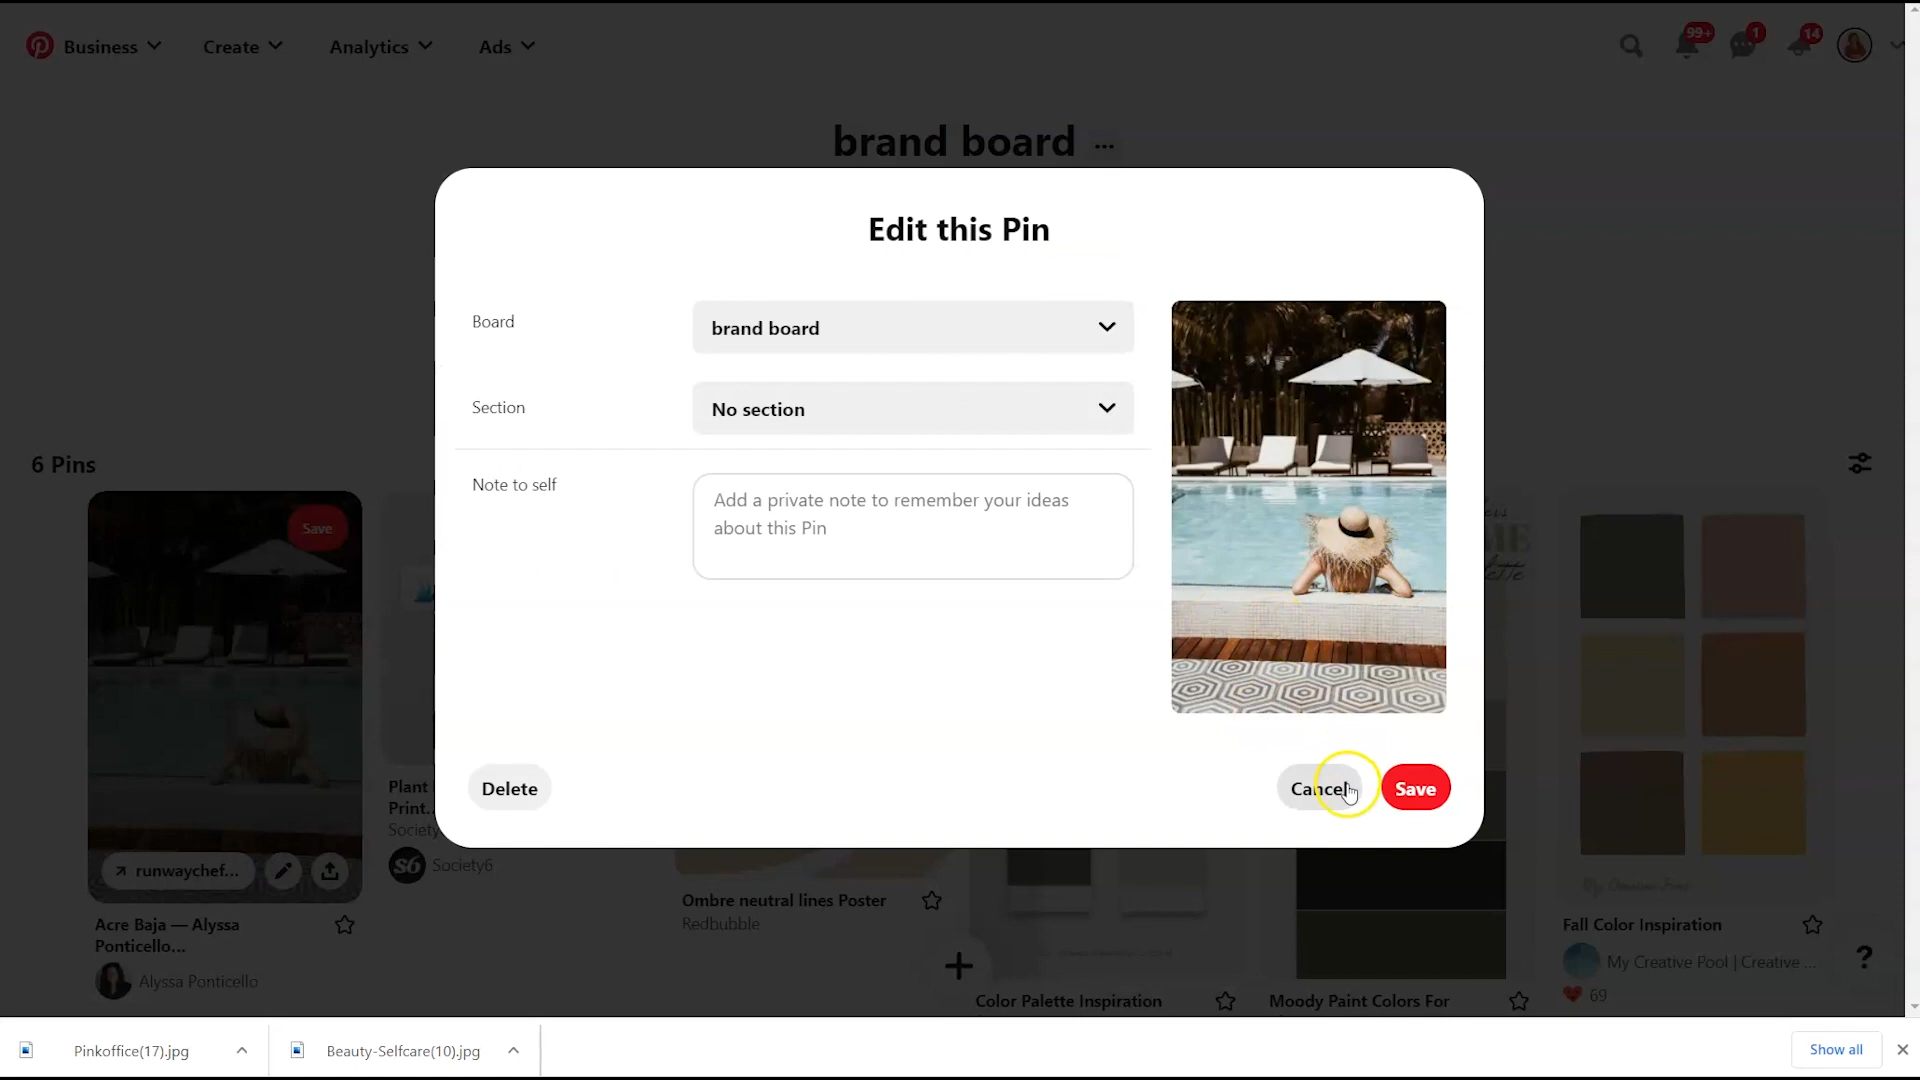 Business
Create
Analytics
Ads
99+
1
14
brand board ...
Edit this Pin
Board
brand board
Section
No section
Note to self
Add a private note to remember your ideas
about this Pin
Delete
Cancel
Save
6 Pins
Save
runwaychef...
Acre Baja — Alyssa
Ponticello...
Alyssa Ponticello
Plant
Print...
Society6
s6 Society6
Ombre neutral lines Poster
Redbubble
Color Palette Inspiration
Moody Paint Colors For
Fall Color Inspiration
My Creative Pool | Creative ...
69
?
Pinkoffice(17).jpg
Beauty-Selfcare(10).jpg
Show all